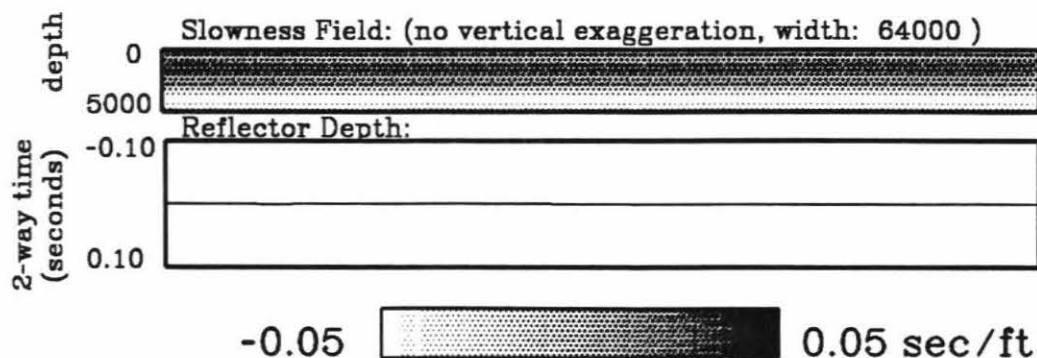 Slowness Field: (no vertical exaggeration, width: 64000 )
depth
0
5000
Reflector Depth:
2-way time
(seconds)
-0.10
0.10
-0.05
0.05 sec/ft